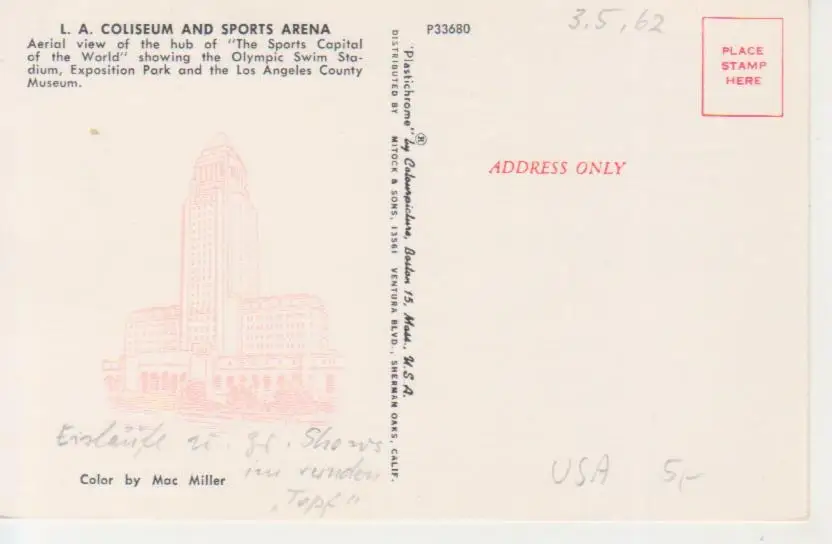 L. A. COLISEUM AND SPORTS ARENA
Aerial view of the hub of "The Sports Capital
of the World" showing the Olympic Swim Sta-
dium, Exposition Park and the Los Angeles County
Museum.
Eisläufe u. gr. Shows
im runden
"Topf"
Color by Mac Miller
DISTRIBUTED BY MITOCK & SONS, 13561 VENTURA BLVD., SHERMAN OAKS, CALIF.
"Plastichrome"® by Colourpicture, Boston 15, Mass., U.S.A.
P33680
3.5.62
PLACE
STAMP
HERE
ADDRESS ONLY
USA 5,-